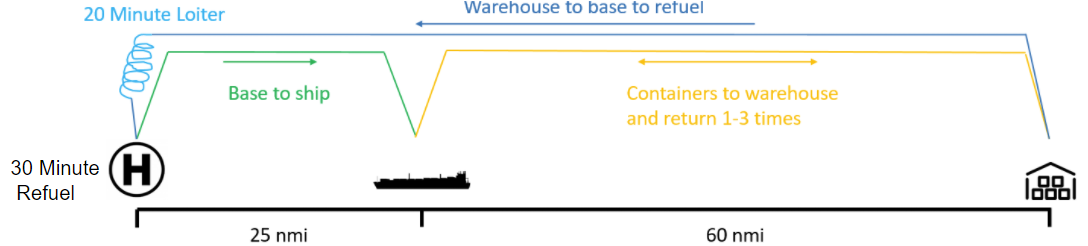 Warehouse to base to refuel
20 Minute Loiter
Base to ship
Containers to warehouse
and return 1-3 times
30 Minute
Refuel
H
25 nmi
60 nmi